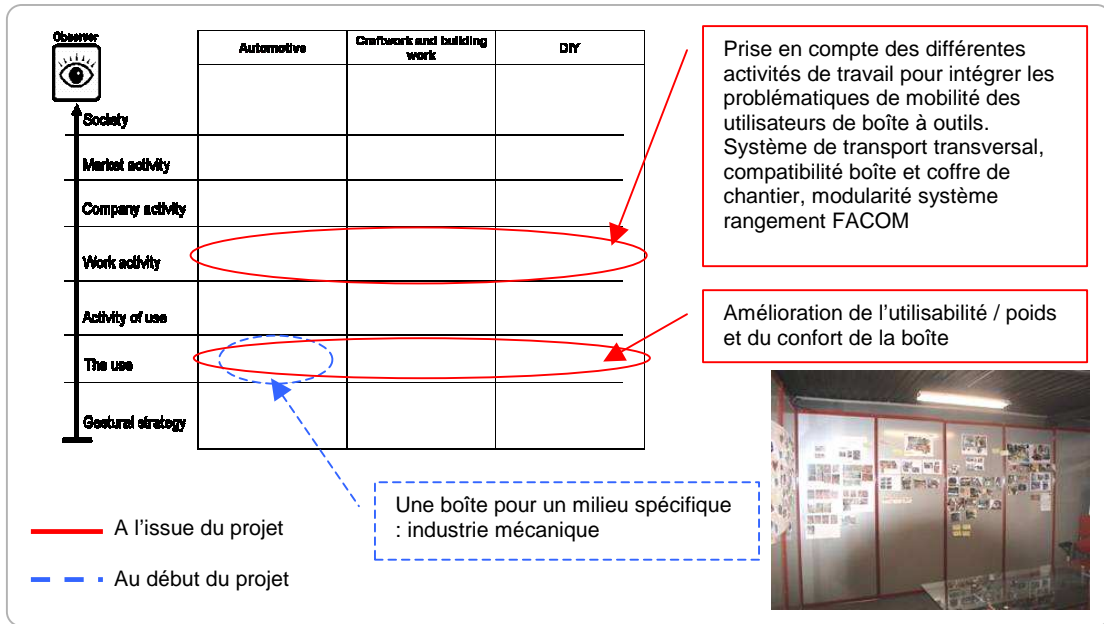 Observer
Automotive
Craftwork and building
work
DIY
Society
Market activity
Company activity
Work activity
Activity of use
The use
Gestural strategy
Prise en compte des différentes
activités de travail pour intégrer les
problématiques de mobilité des
utilisateurs de boîte à outils.
Système de transport transversal,
compatibilité boîte et coffre de
chantier, modularité système
rangement FACOM
Amélioration de l'utilisabilité / poids
et du confort de la boîte
Une boîte pour un milieu spécifique
: industrie mécanique
A l'issue du projet
Au début du projet